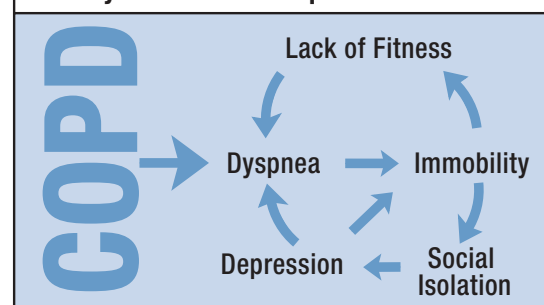 COPD
Lack of Fitness
Dyspnea
Immobility
Depression
Social
Isolation